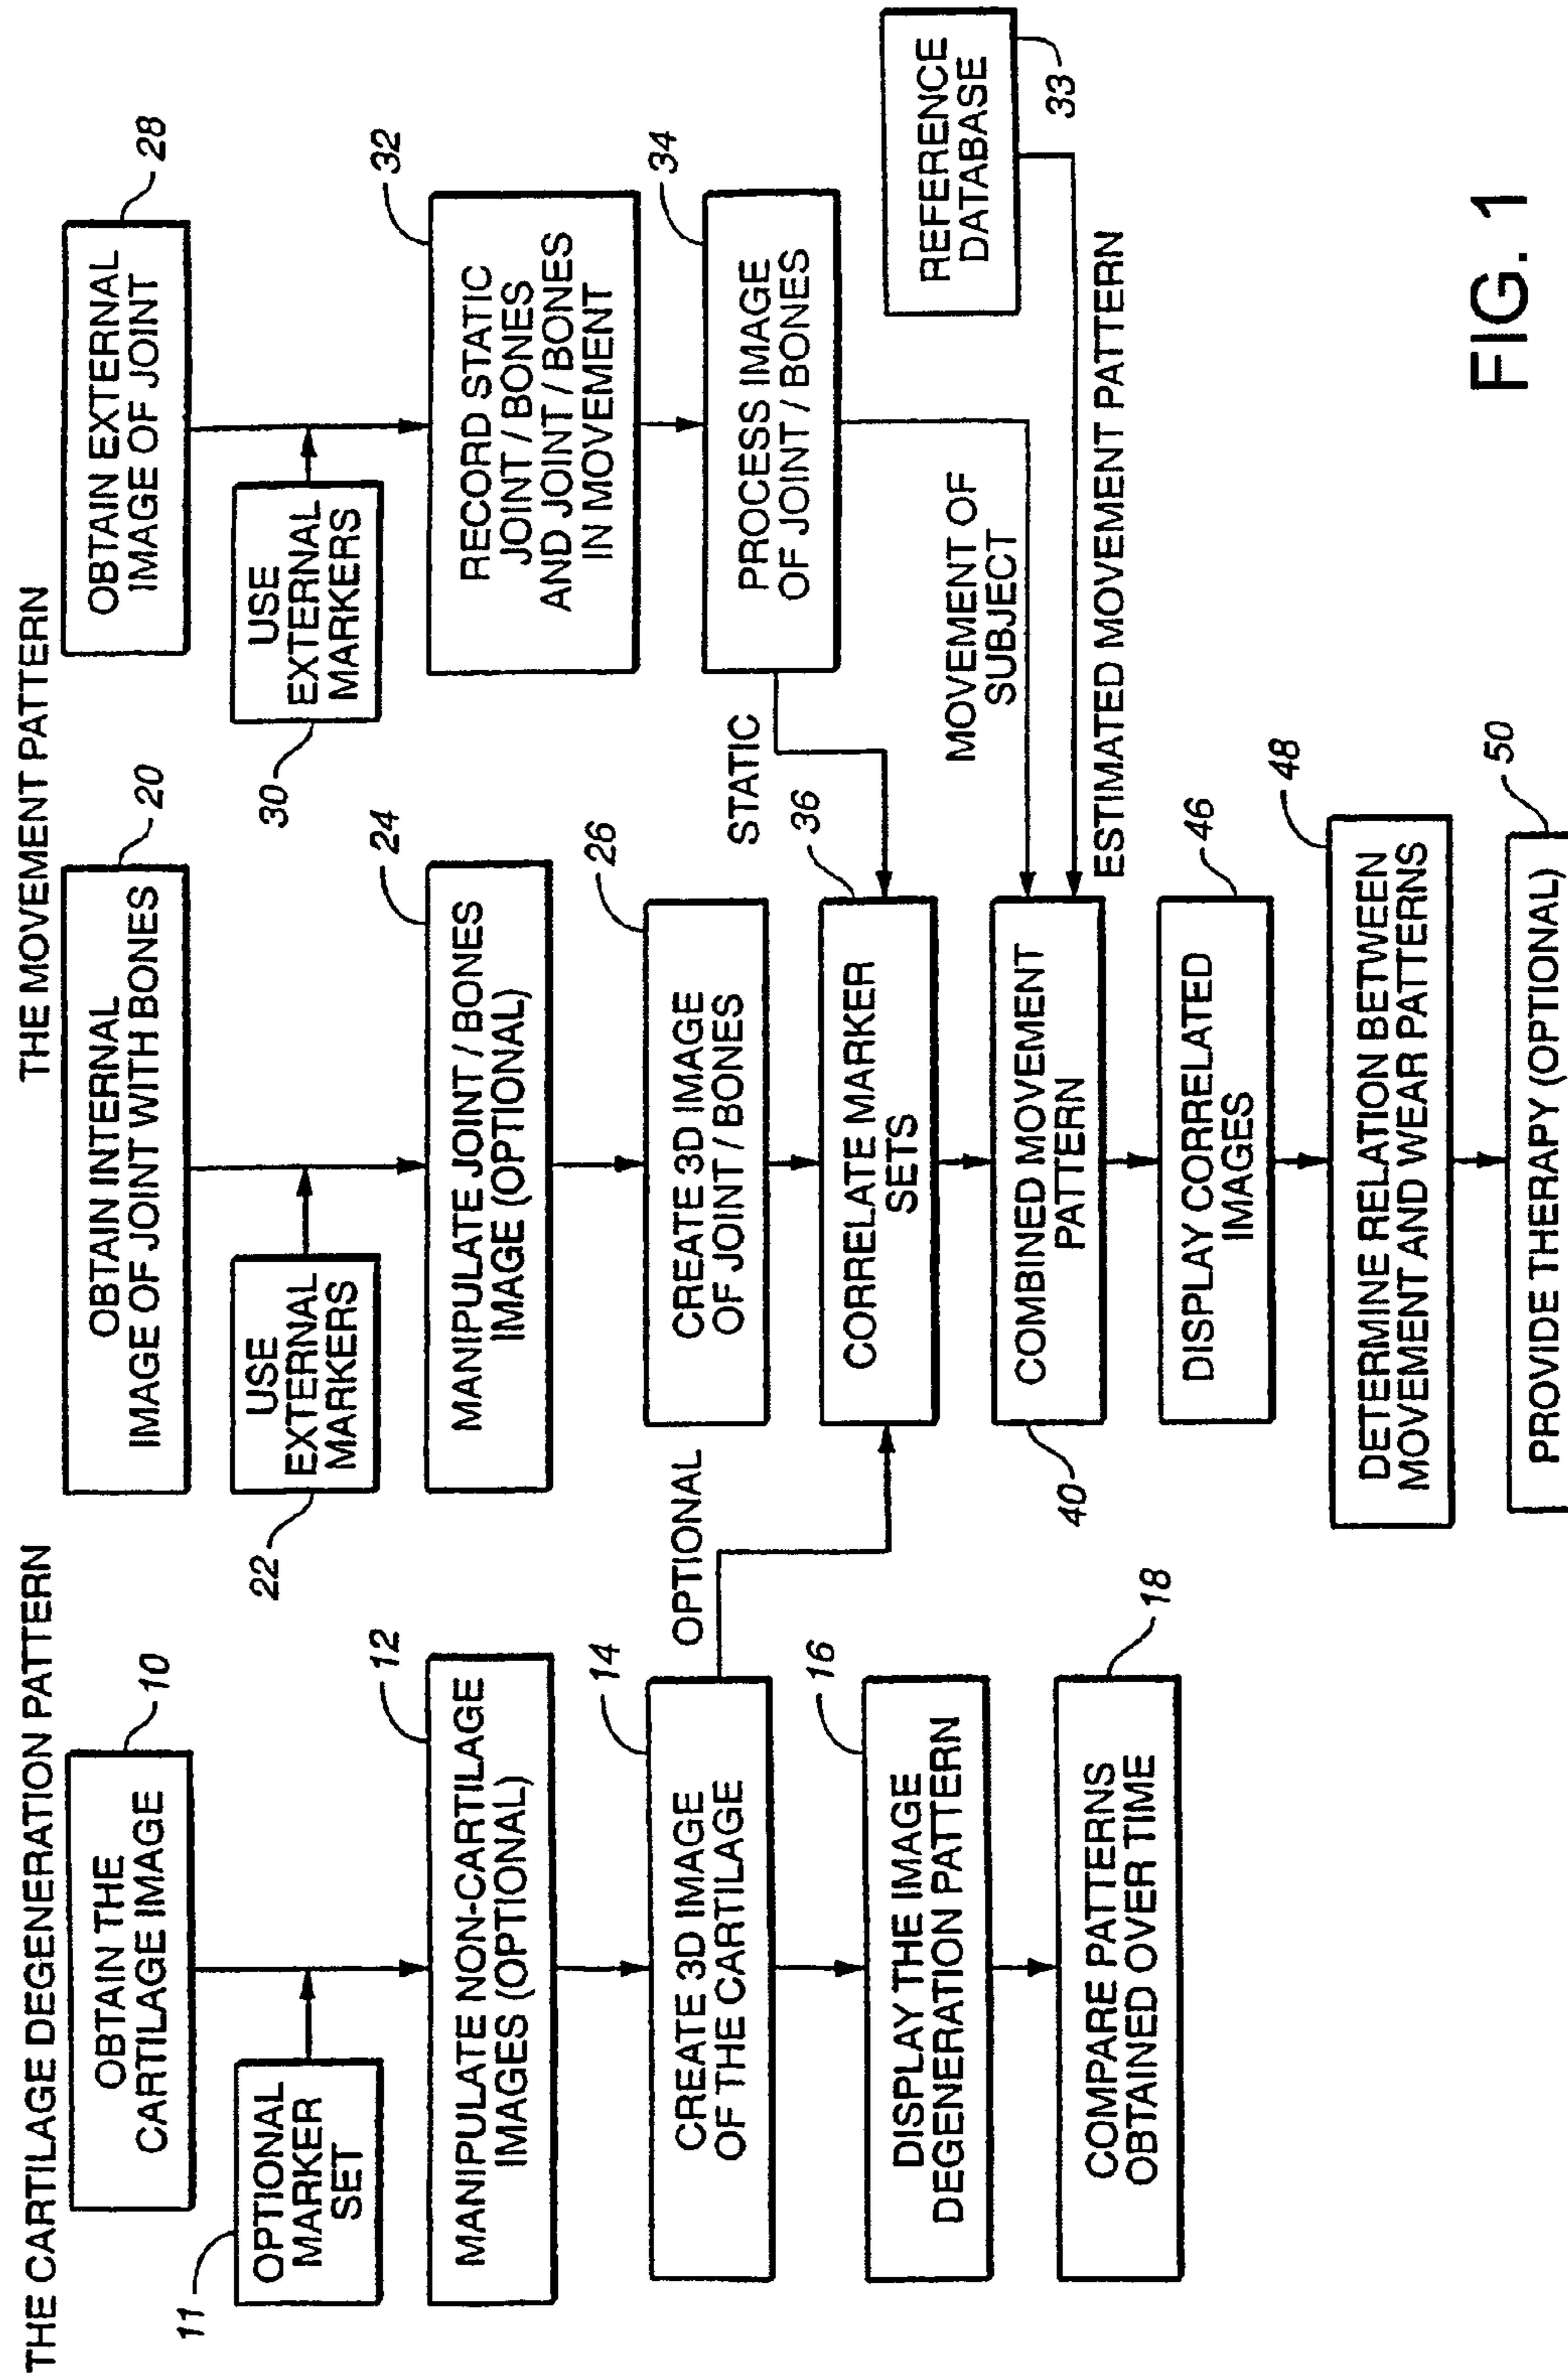 THE CARTILAGE DEGENERATION PATTERN
OBTAIN THE
CARTILAGE IMAGE
10
OPTIONAL
MARKER
SET
11
MANIPULATE NON-CARTILAGE
IMAGES (OPTIONAL)
12
CREATE 3D IMAGE
OF THE CARTILAGE
14
OPTIONAL
DISPLAY THE IMAGE
DEGENERATION PATTERN
16
COMPARE PATTERNS
OBTAINED OVER TIME
18
THE MOVEMENT PATTERN
OBTAIN INTERNAL
IMAGE OF JOINT WITH BONES
20
USE
EXTERNAL
MARKERS
22
MANIPULATE JOINT / BONES
IMAGE (OPTIONAL)
24
CREATE 3D IMAGE
OF JOINT / BONES
26
CORRELATE MARKER
SETS
36
COMBINED MOVEMENT
PATTERN
40
DISPLAY CORRELATED
IMAGES
46
DETERMINE RELATION BETWEEN
MOVEMENT AND WEAR PATTERNS
48
PROVIDE THERAPY (OPTIONAL)
50
OBTAIN EXTERNAL
IMAGE OF JOINT
28
USE
EXTERNAL
MARKERS
30
RECORD STATIC
JOINT / BONES
AND JOINT / BONES
IN MOVEMENT
32
PROCESS IMAGE
OF JOINT / BONES
34
STATIC
MOVEMENT OF
SUBJECT
REFERENCE
DATABASE
33
ESTIMATED MOVEMENT PATTERN
FIG. 1